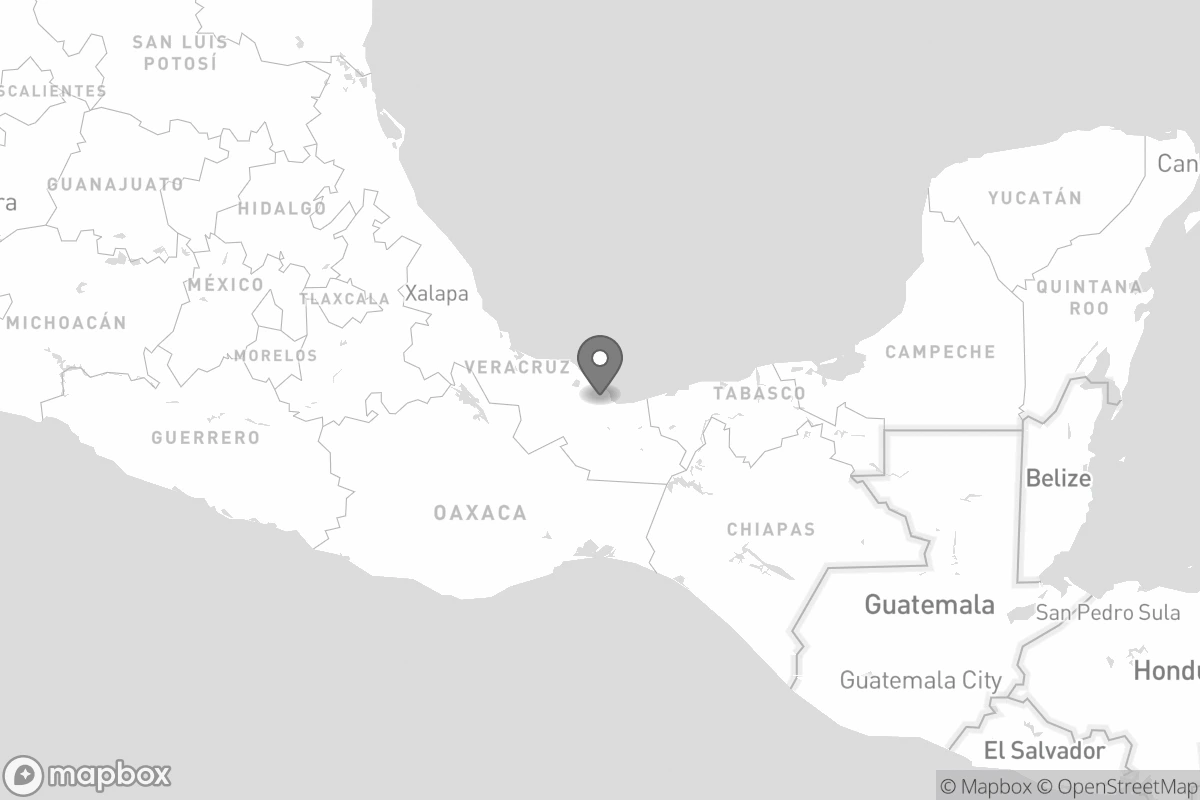 SAN LUIS
POTOSÍ
SCALIENTES
Can
GUANAJUATO
YUCATÁN
ra
HIDALGO
MÉXICO
QUINTANA
ROO
TLAXCALA
Xalapa
MICHOACÁN
MORELOS
CAMPECHE
VERACRUZ
TABASCO
GUERRERO
Belize
OAXACA
CHIAPAS
Guatemala
San Pedro Sula
Hondu
Guatemala City
El Salvador
mapbox
© Mapbox © OpenStreetMap